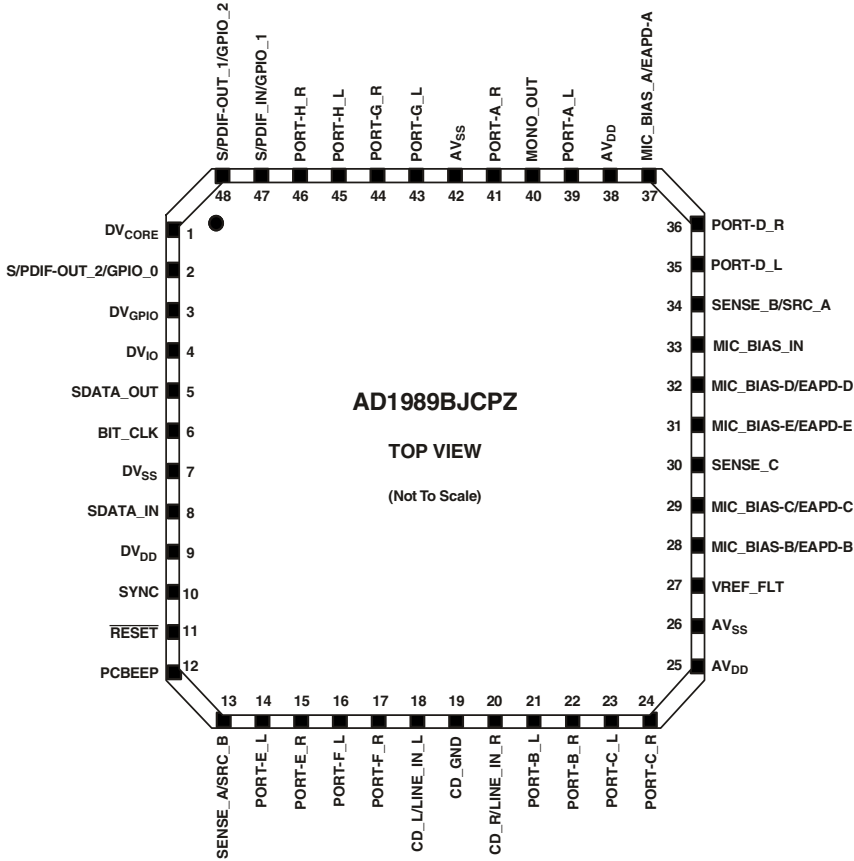 S/PDIF-OUT_1/GPIO_2
S/PDIF_IN/GPIO_1
PORT-H_R
PORT-H_L
PORT-G_R
PORT-G_L
AVSS
PORT-A_R
MONO_OUT
PORT-A_L
AVDD
MIC_BIAS_A/EAPD-A
48 47 46 45 44 43 42 41 40 39 38 37
DVCORE 1
S/PDIF-OUT_2/GPIO_0 2
DVGPIO 3
DVIO 4
SDATA_OUT 5
BIT_CLK 6
DVSS 7
SDATA_IN 8
DVDD 9
SYNC 10
RESET 11
PCBEEP 12
AD1989BJCPZ
TOP VIEW
(Not To Scale)
36 PORT-D_R
35 PORT-D_L
34 SENSE_B/SRC_A
33 MIC_BIAS_IN
32 MIC_BIAS-D/EAPD-D
31 MIC_BIAS-E/EAPD-E
30 SENSE_C
29 MIC_BIAS-C/EAPD-C
28 MIC_BIAS-B/EAPD-B
27 VREF_FLT
26 AVSS
25 AVDD
13 14 15 16 17 18 19 20 21 22 23 24
SENSE_A/SRC_B
PORT-E_L
PORT-E_R
PORT-F_L
PORT-F_R
CD_L/LINE_IN_L
CD_GND
CD_R/LINE_IN_R
PORT-B_L
PORT-B_R
PORT-C_L
PORT-C_R